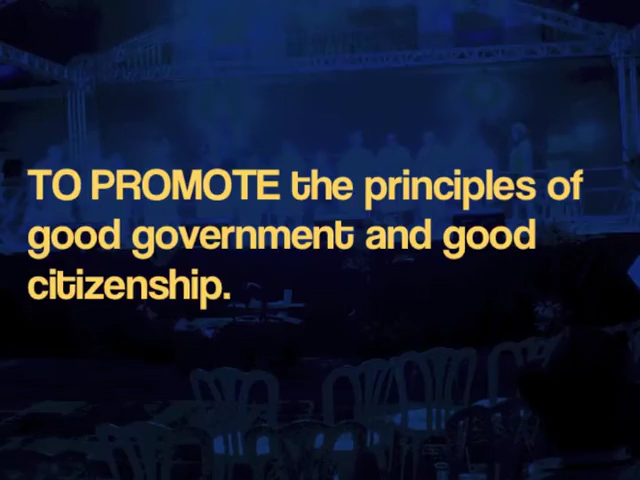 TO PROMOTE the principles of
good government and good
citizenship.